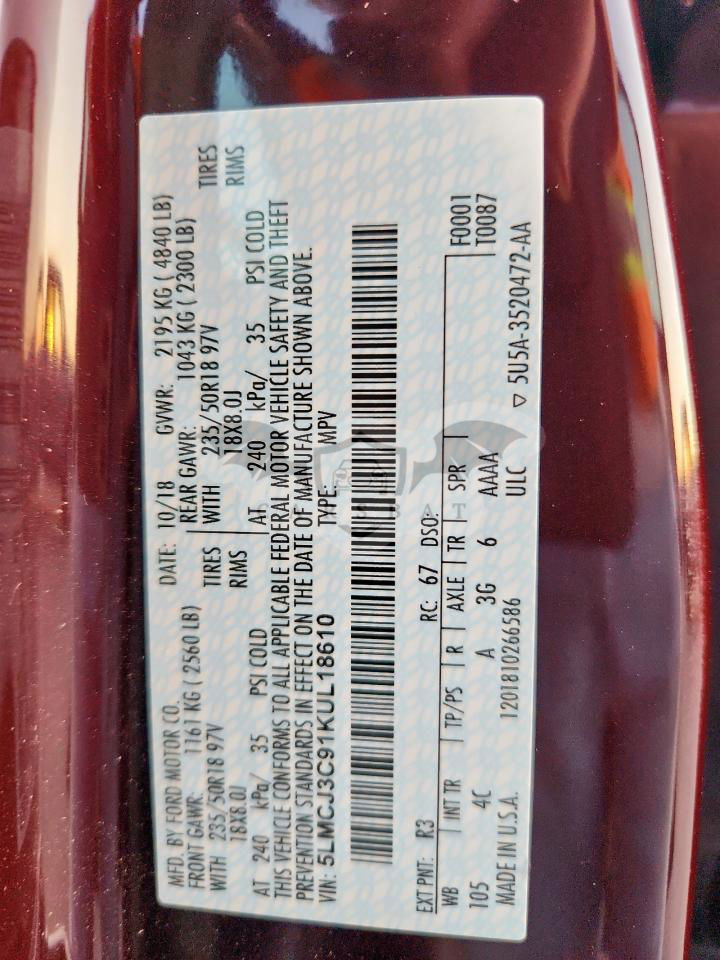 MFD. BY FORD MOTOR CO. DATE: 10/18 GVWR: 2195 KG ( 4840 LB)
FRONT GAWR: 1161 KG ( 2560 LB) REAR GAWR: 1043 KG ( 2300 LB)
WITH 235/50R18 97V TIRES WITH 235/50R18 97V TIRES
18X8.0J RIMS 18X8.0J RIMS
AT 240 kPa/ 35 PSI COLD AT 240 kPa/ 35 PSI COLD
THIS VEHICLE CONFORMS TO ALL APPLICABLE FEDERAL MOTOR VEHICLE SAFETY AND THEFT
PREVENTION STANDARDS IN EFFECT ON THE DATE OF MANUFACTURE SHOWN ABOVE.
VIN: 5LMCJ3C91KUL18610 TYPE: MPV
EXT PNT: R3 RC: 67 DSO: F0001
WB INT TR TP/PS R AXLE TR SPR T0087
105 4C A 3G 6 AAAA
MADE IN U.S.A. 1201810266586 ULC ▽ 5U5A-3520472-AA